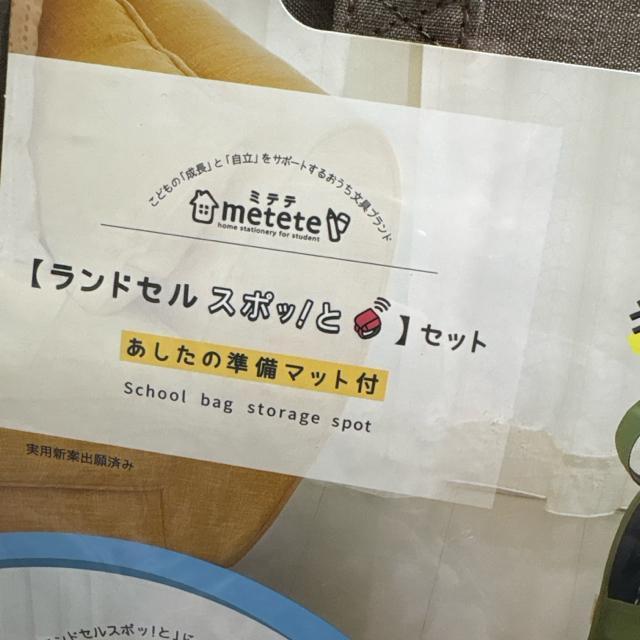 こどもの「成長」と「自立」をサポートするおうち文具ブランド
ミテテ
metete
home stationery for student
【ランドセル スポッ!と】セット
あしたの準備マット付
School bag storage spot
実用新案出願済み
ンドセルスポッ!と」に